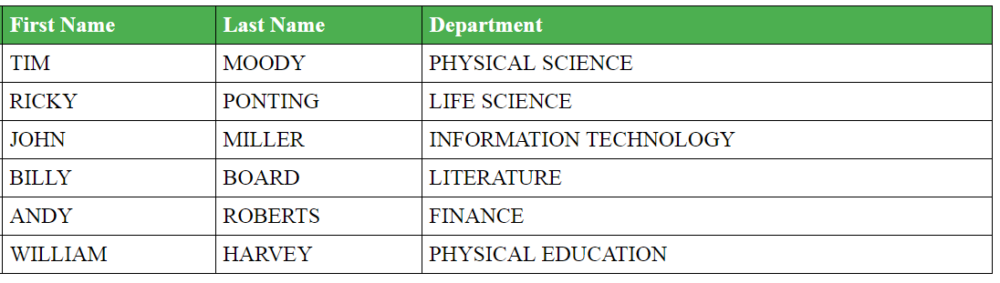 First Name Last Name Department
TIM MOODY PHYSICAL SCIENCE
RICKY PONTING LIFE SCIENCE
JOHN MILLER INFORMATION TECHNOLOGY
BILLY BOARD LITERATURE
ANDY ROBERTS FINANCE
WILLIAM HARVEY PHYSICAL EDUCATION